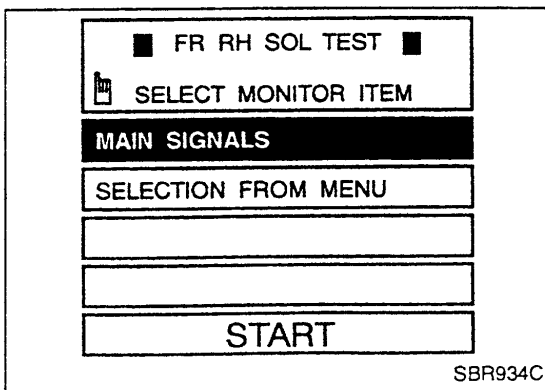 FR RH SOL TEST
SELECT MONITOR ITEM
MAIN SIGNALS
SELECTION FROM MENU
START
SBR934C